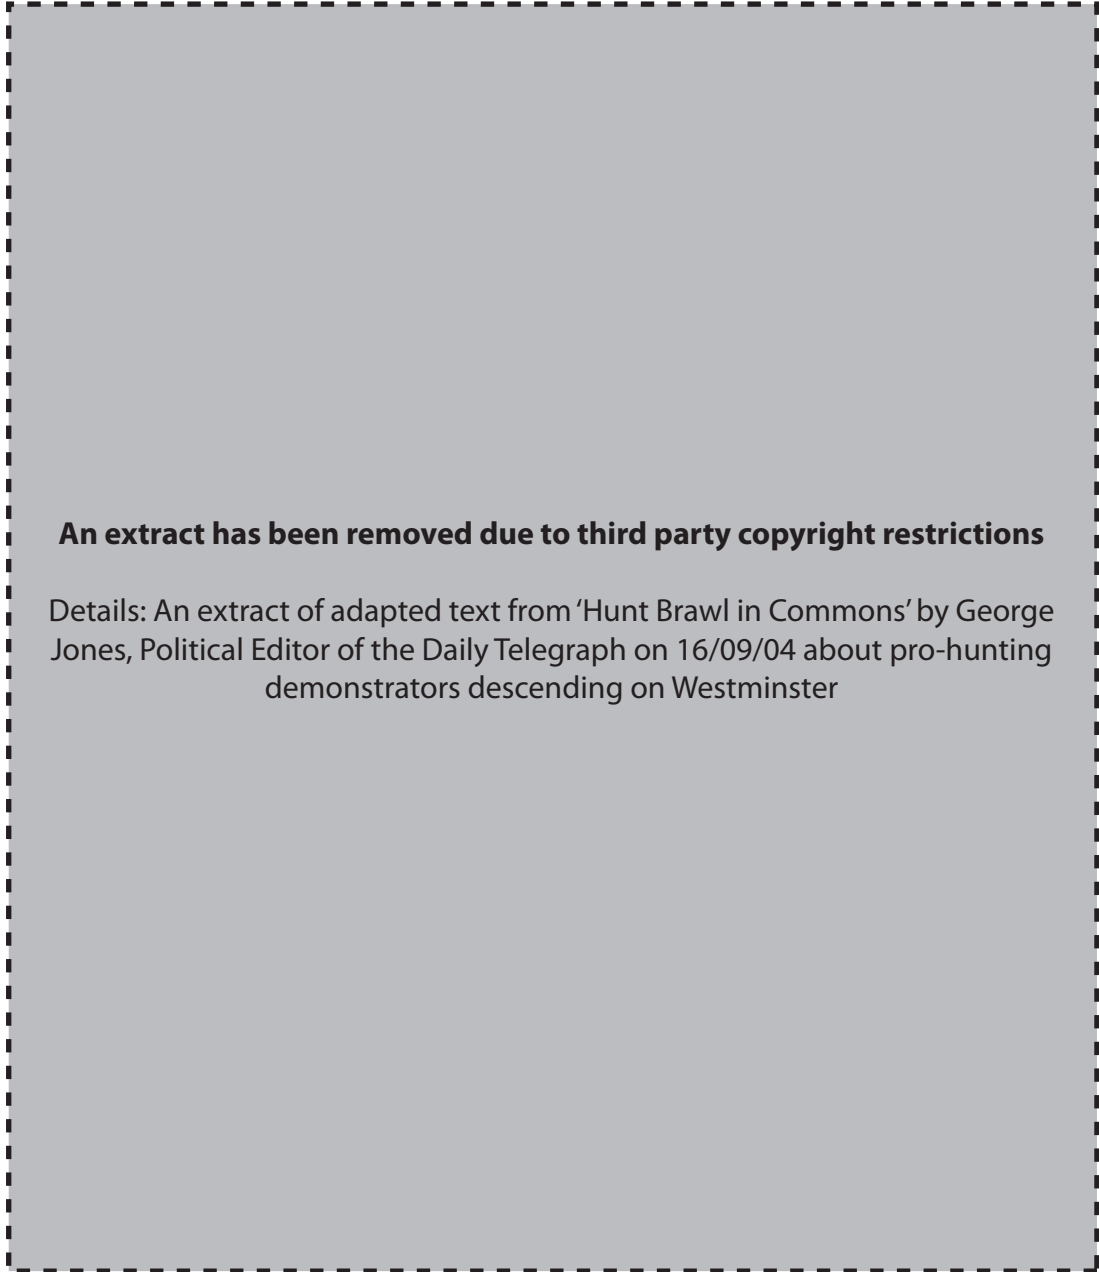 An extract has been removed due to third party copyright restrictions
Details: An extract of adapted text from ‘Hunt Brawl in Commons’ by George
Jones, Political Editor of the Daily Telegraph on 16/09/04 about pro-hunting
demonstrators descending on Westminster